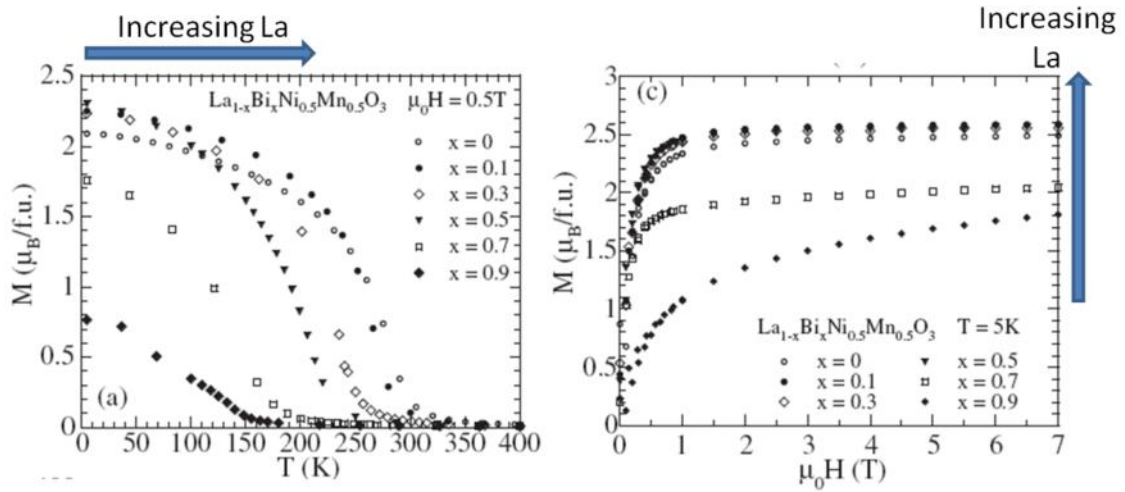 Increasing La
Increasing
La
La₁₋ₓBiₓNi₀.₅Mn₀.₅O₃ μ₀H = 0.5T
x = 0
x = 0.1
x = 0.3
x = 0.5
x = 0.7
x = 0.9
(a)
M (μB/f.u.)
0
0.5
1
1.5
2
2.5
0 50 100 150 200 250 300 350 400
T (K)
(c)
M (μB/f.u.)
0
0.5
1
1.5
2
2.5
3
La₁₋ₓBiₓNi₀.₅Mn₀.₅O₃ T = 5K
x = 0 x = 0.5
x = 0.1 x = 0.7
x = 0.3 x = 0.9
0 1 2 3 4 5 6 7
μ₀H (T)